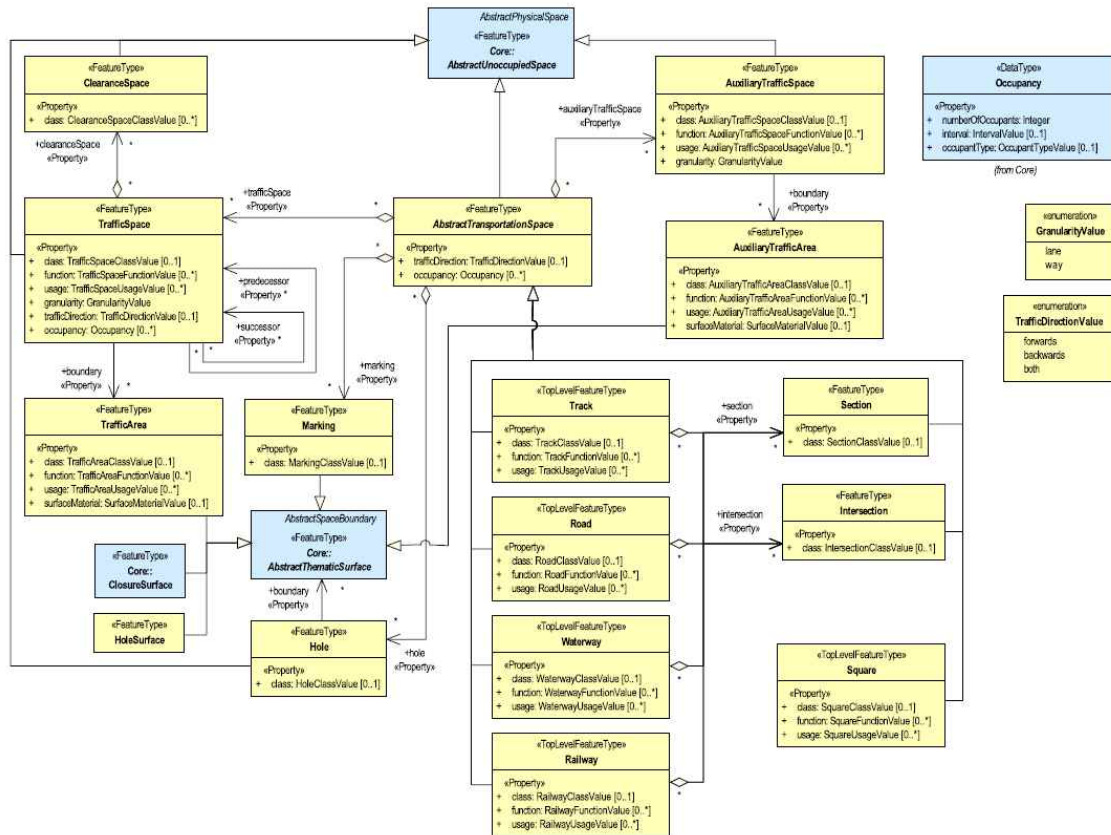 AbstractPhysicalSpace
«FeatureType»
Core::
AbstractUnoccupiedSpace
«FeatureType»
ClearanceSpace
«Property»
+ class: ClearanceSpaceClassValue [0..*]
«FeatureType»
AuxiliaryTrafficSpace
«Property»
+ class: AuxiliaryTrafficSpaceClassValue [0..1]
+ function: AuxiliaryTrafficSpaceFunctionValue [0..*]
+ usage: AuxiliaryTrafficSpaceUsageValue [0..*]
+ granularity: GranularityValue
«DataType»
Occupancy
«Property»
+ numberOfOccupants: Integer
+ interval: IntervalValue [0..1]
+ occupantType: OccupantTypeValue [0..1]
(from Core)
+clearanceSpace
«Property»
*
*
+auxiliaryTrafficSpace
«Property»
*
*
+trafficSpace
«Property»
*
*
+boundary
«Property»
*
«FeatureType»
TrafficSpace
«Property»
+ class: TrafficSpaceClassValue [0..1]
+ function: TrafficSpaceFunctionValue [0..*]
+ usage: TrafficSpaceUsageValue [0..*]
+ granularity: GranularityValue
+ trafficDirection: TrafficDirectionValue [0..1]
+ occupancy: Occupancy [0..*]
+predecessor
«Property» *
+successor
«Property» *
*
*
«FeatureType»
AbstractTransportationSpace
«Property»
+ trafficDirection: TrafficDirectionValue [0..1]
+ occupancy: Occupancy [0..*]
*
*
«FeatureType»
AuxiliaryTrafficArea
«Property»
+ class: AuxiliaryTrafficAreaClassValue [0..1]
+ function: AuxiliaryTrafficAreaFunctionValue [0..*]
+ usage: AuxiliaryTrafficAreaUsageValue [0..*]
+ surfaceMaterial: SurfaceMaterialValue [0..1]
«enumeration»
GranularityValue
lane
way
«enumeration»
TrafficDirectionValue
forwards
backwards
both
+boundary
«Property»
*
+marking
«Property»
*
«FeatureType»
TrafficArea
«Property»
+ class: TrafficAreaClassValue [0..1]
+ function: TrafficAreaFunctionValue [0..*]
+ usage: TrafficAreaUsageValue [0..*]
+ surfaceMaterial: SurfaceMaterialValue [0..1]
«FeatureType»
Marking
«Property»
+ class: MarkingClassValue [0..1]
«TopLevelFeatureType»
Track
«Property»
+ class: TrackClassValue [0..1]
+ function: TrackFunctionValue [0..*]
+ usage: TrackUsageValue [0..*]
+section
«Property»
*
*
«FeatureType»
Section
«Property»
+ class: SectionClassValue [0..1]
«TopLevelFeatureType»
Road
«Property»
+ class: RoadClassValue [0..1]
+ function: RoadFunctionValue [0..*]
+ usage: RoadUsageValue [0..*]
+intersection
«Property»
*
*
«FeatureType»
Intersection
«Property»
+ class: IntersectionClassValue [0..1]
AbstractSpaceBoundary
«FeatureType»
Core::
AbstractThematicSurface
«FeatureType»
Core::
ClosureSurface
«FeatureType»
HoleSurface
+boundary
«Property»
*
*
+hole
«Property»
*
«FeatureType»
Hole
«Property»
+ class: HoleClassValue [0..1]
«TopLevelFeatureType»
Waterway
«Property»
+ class: WaterwayClassValue [0..1]
+ function: WaterwayFunctionValue [0..*]
+ usage: WaterwayUsageValue [0..*]
*
«TopLevelFeatureType»
Square
«Property»
+ class: SquareClassValue [0..1]
+ function: SquareFunctionValue [0..*]
+ usage: SquareUsageValue [0..*]
«TopLevelFeatureType»
Railway
«Property»
+ class: RailwayClassValue [0..1]
+ function: RailwayFunctionValue [0..*]
+ usage: RailwayUsageValue [0..*]
*